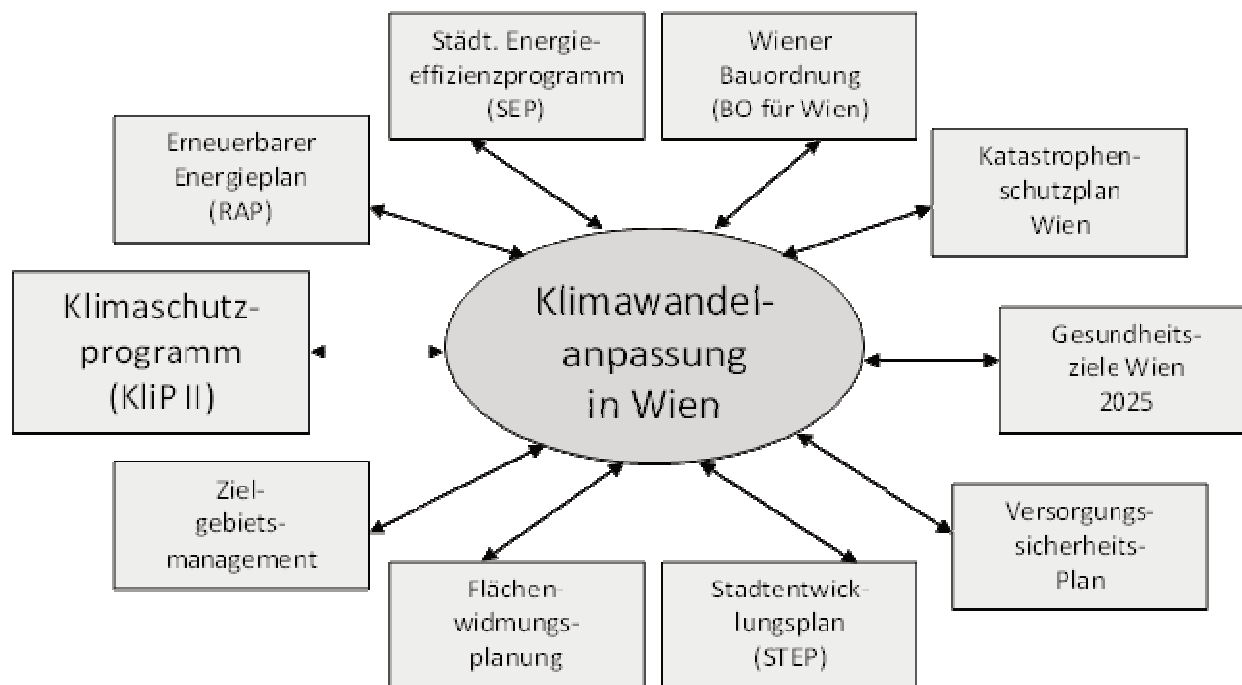 Städt. Energie-
effizienzprogramm
(SEP)
Wiener
Bauordnung
(BO für Wien)
Erneuerbarer
Energieplan
(RAP)
Katastrophen-
schutzplan
Wien
Klimaschutz-
programm
(KliP II)
Klimawandel-
anpassung
in Wien
Gesundheits-
ziele Wien
2025
Ziel-
gebiets-
management
Versorgungs-
sicherheits-
Plan
Flächen-
widmungs-
planung
Stadtentwick-
lungsplan
(STEP)